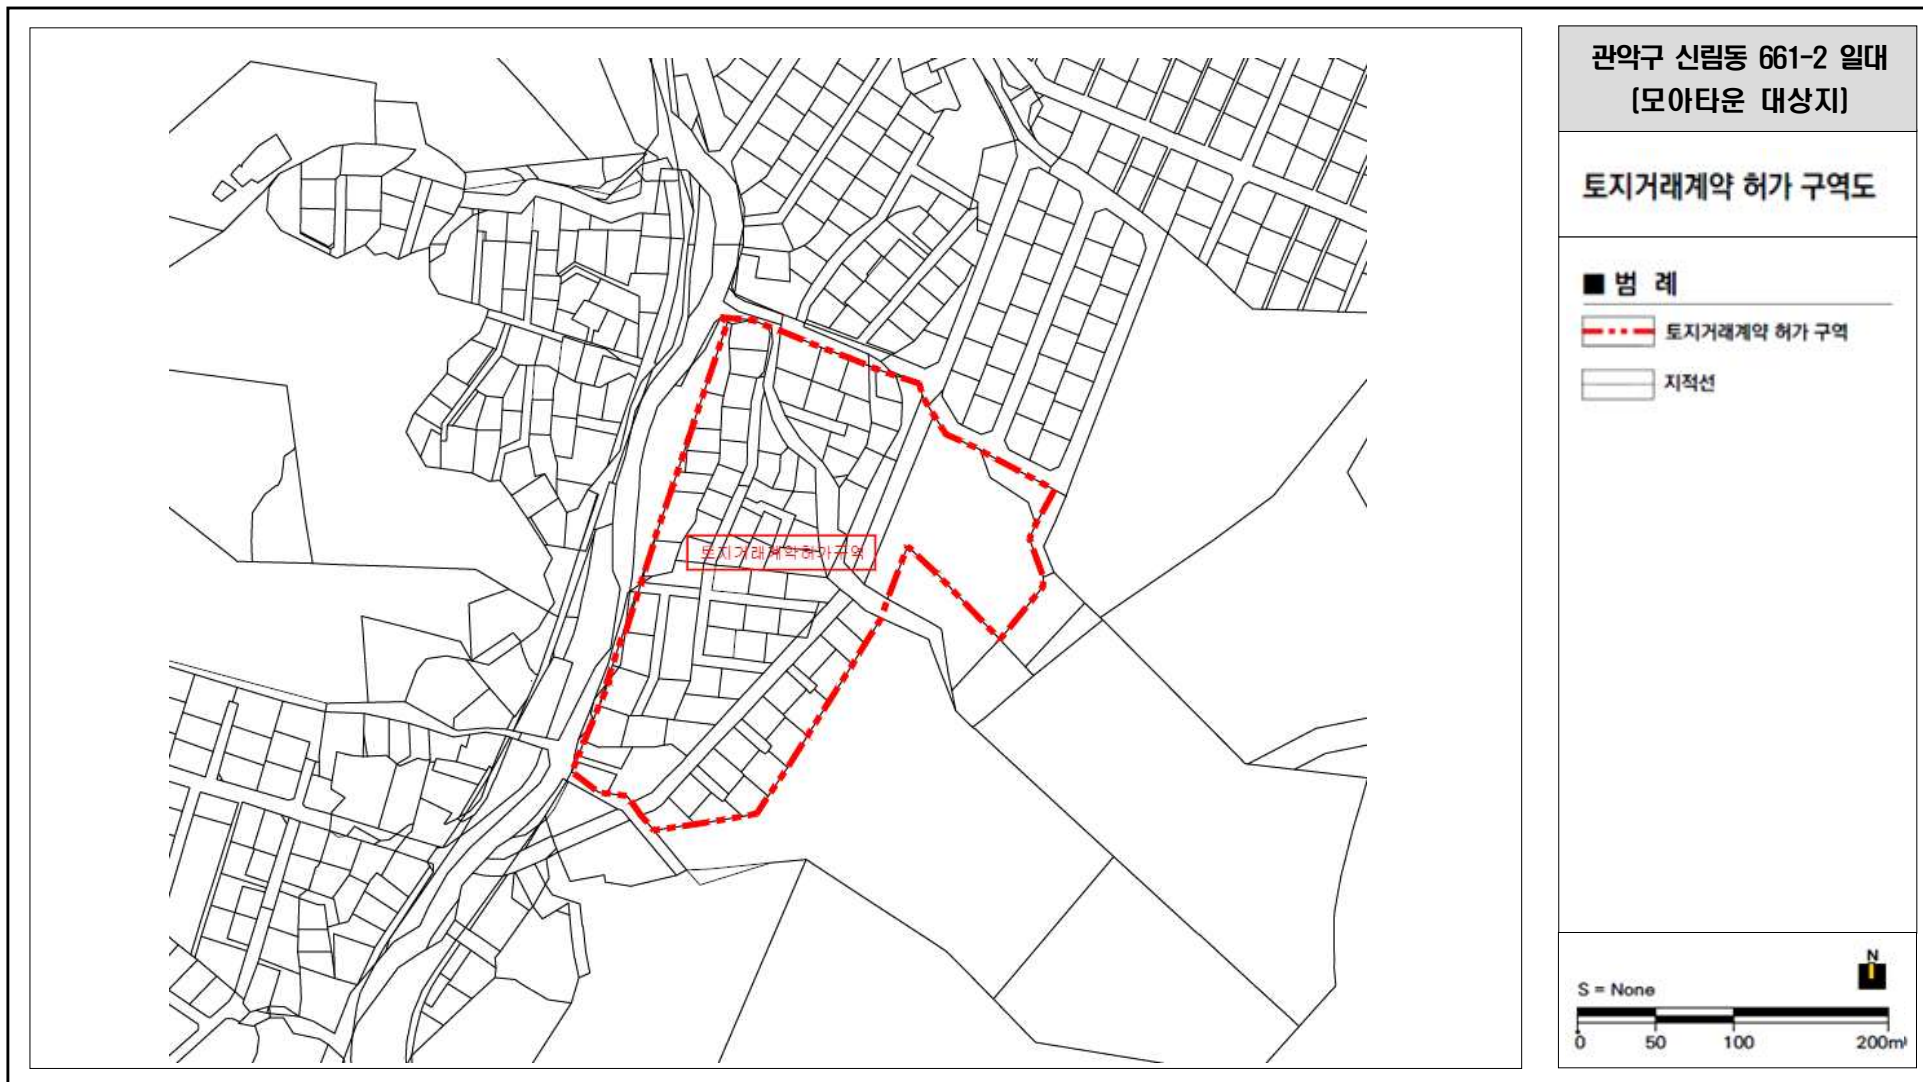 관악구 신림동 661-2 일대
(모아타운 대상지)
토지거래계약 허가 구역도
■ 범 례
토지거래계약 허가 구역
지적선
토지거래계약허가구역
N
S = None
0 50 100 200m